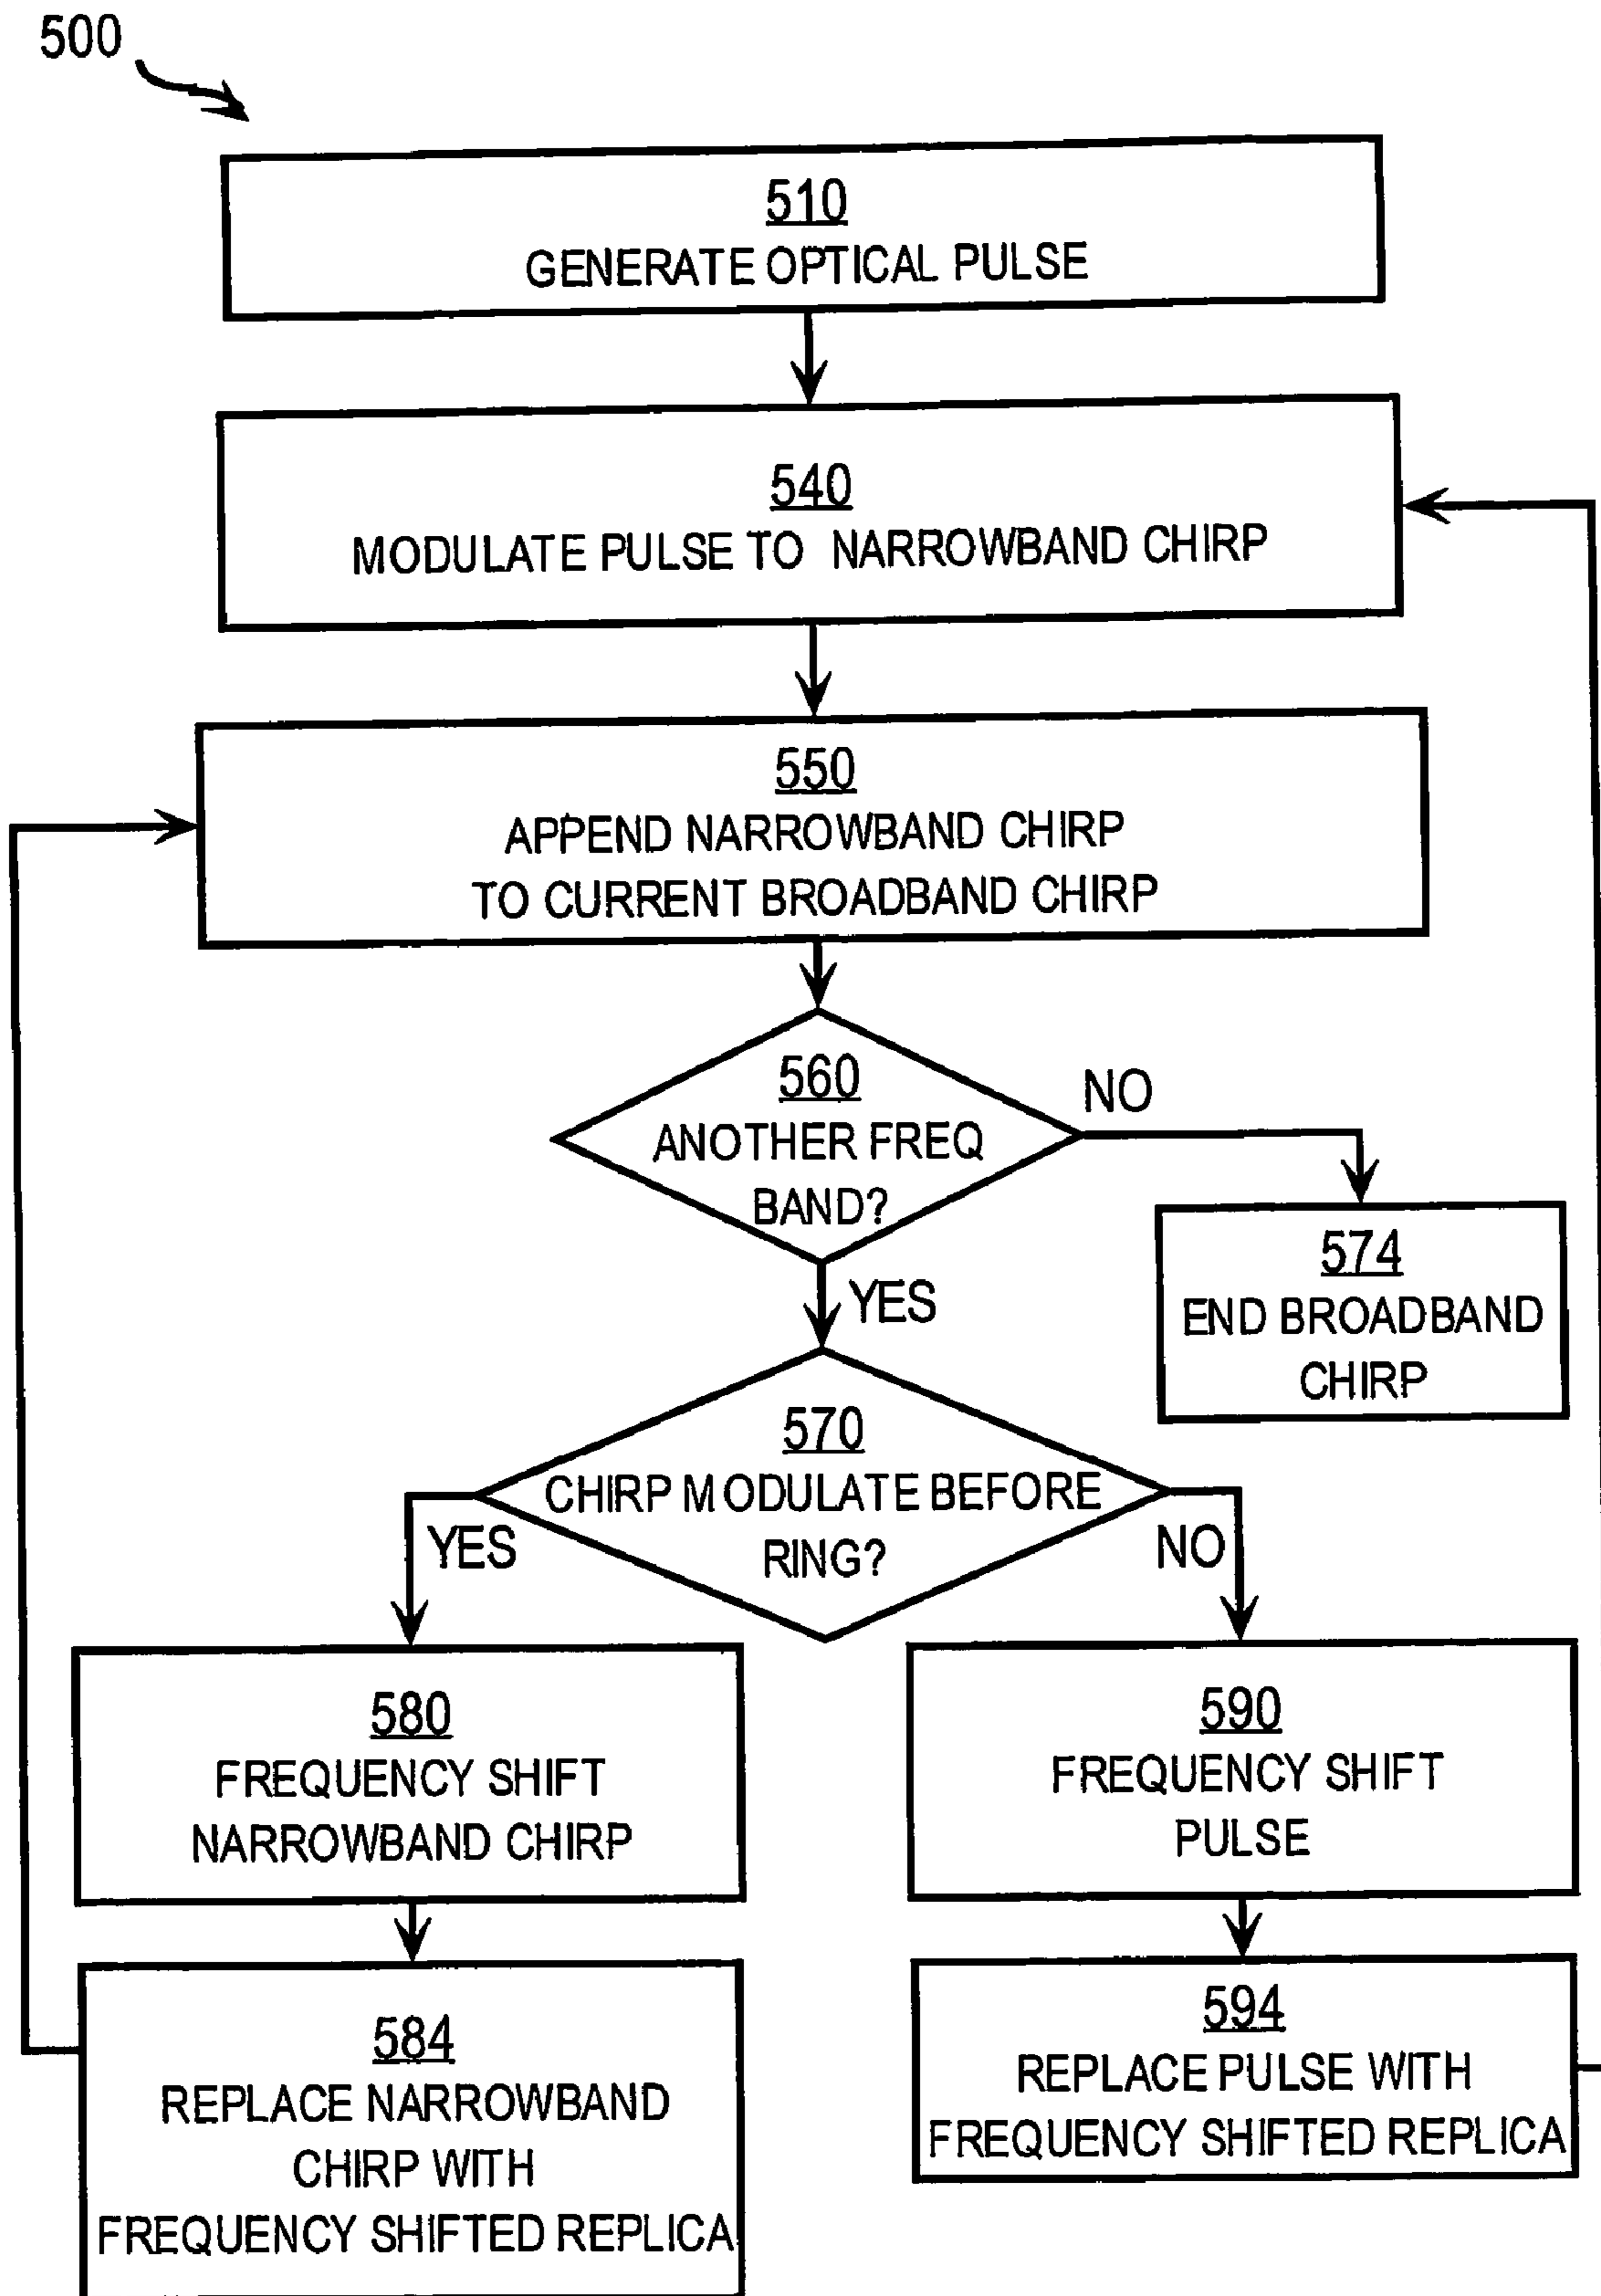 500
510
GENERATE OPTICAL PULSE
540
MODULATE PULSE TO NARROWBAND CHIRP
550
APPEND NARROWBAND CHIRP
TO CURRENT BROADBAND CHIRP
560
ANOTHER FREQ
BAND?
NO
574
END BROADBAND
CHIRP
YES
570
CHIRP MODULATE BEFORE
RING?
YES
NO
580
FREQUENCY SHIFT
NARROWBAND CHIRP
590
FREQUENCY SHIFT
PULSE
584
REPLACE NARROWBAND
CHIRP WITH
FREQUENCY SHIFTED REPLICA
594
REPLACE PULSE WITH
FREQUENCY SHIFTED REPLICA